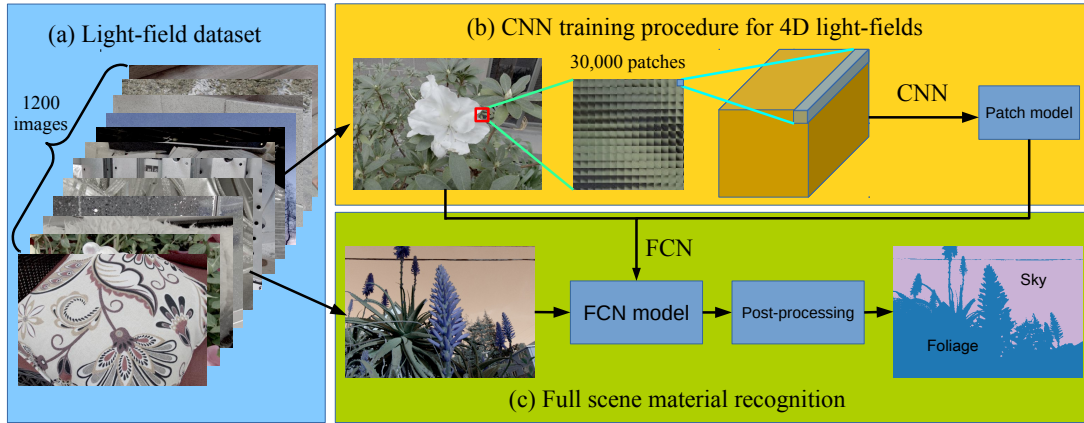 (a) Light-field dataset
1200
images
(b) CNN training procedure for 4D light-fields
30,000 patches
CNN
Patch model
FCN
FCN model
Post-processing
Sky
Foliage
(c) Full scene material recognition